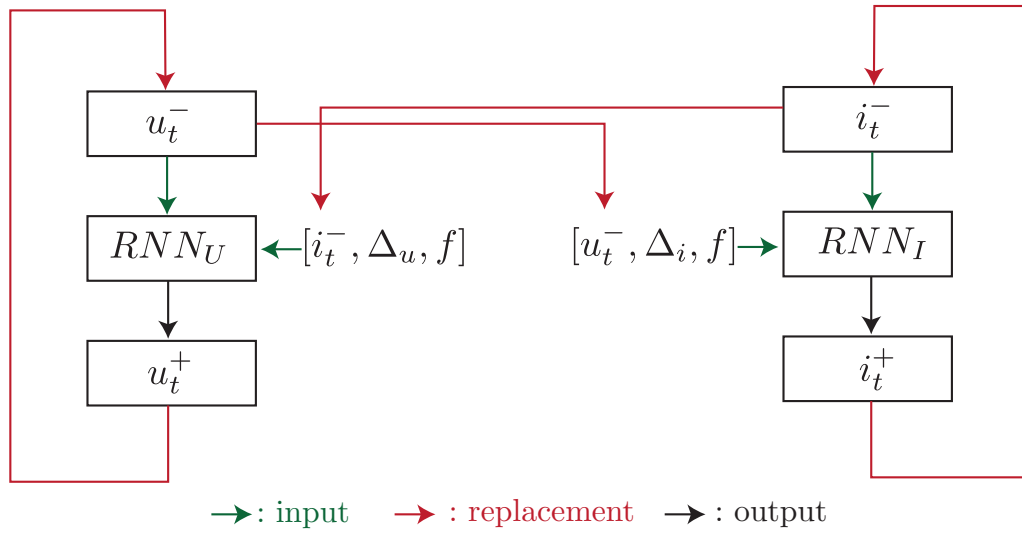 u_t^- i_t^-
RNN_U [i_t^-, Δ_u, f] [u_t^-, Δ_i, f] RNN_I
u_t^+ i_t^+
: input : replacement : output